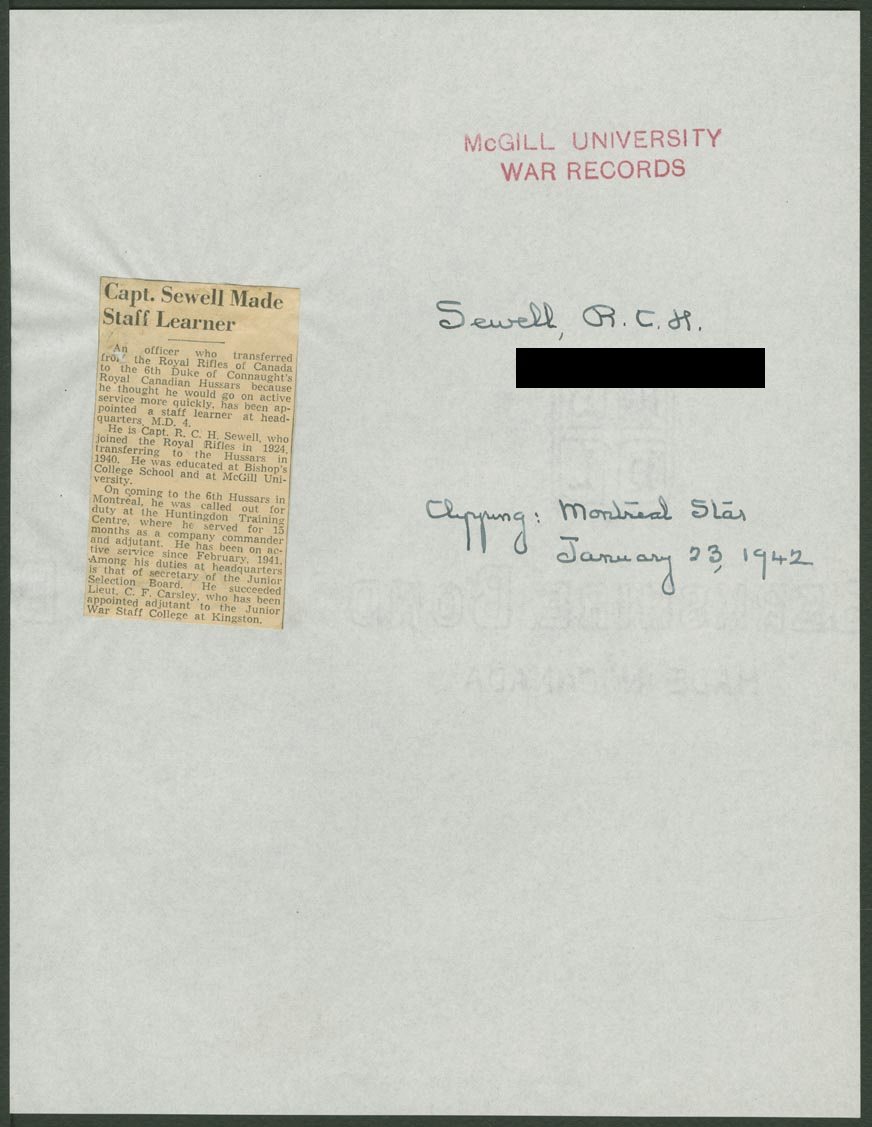 McGILL UNIVERSITY
WAR RECORDS
Capt. Sewell Made
Staff Learner
An officer who transferred
from the Royal Rifles of Canada
to the 6th Duke of Connaught's
Royal Canadian Hussars because
he thought he would go on active
service more quickly, has been ap-
pointed a staff learner at head-
quarters, M.D. 4.
He is Capt. R. C. H. Sewell, who
joined the Royal Rifles in 1924,
transferring to the Hussars in
1940. He was educated at Bishop's
College School and at McGill Uni-
versity.
On coming to the 6th Hussars in
Montreal, he was called out for
duty at the Huntingdon Training
Centre, where he served for 15
months as a company commander
and adjutant. He has been on ac-
tive service since February, 1941.
Among his duties at headquarters
is that of secretary of the Junior
Selection Board. He succeeded
Lieut. C. F. Carsley, who has been
appointed adjutant to the Junior
War Staff College at Kingston.
Sewell, R. C. H.
Clipping: Montreal Star
January 23, 1942
MADE IN CANADA